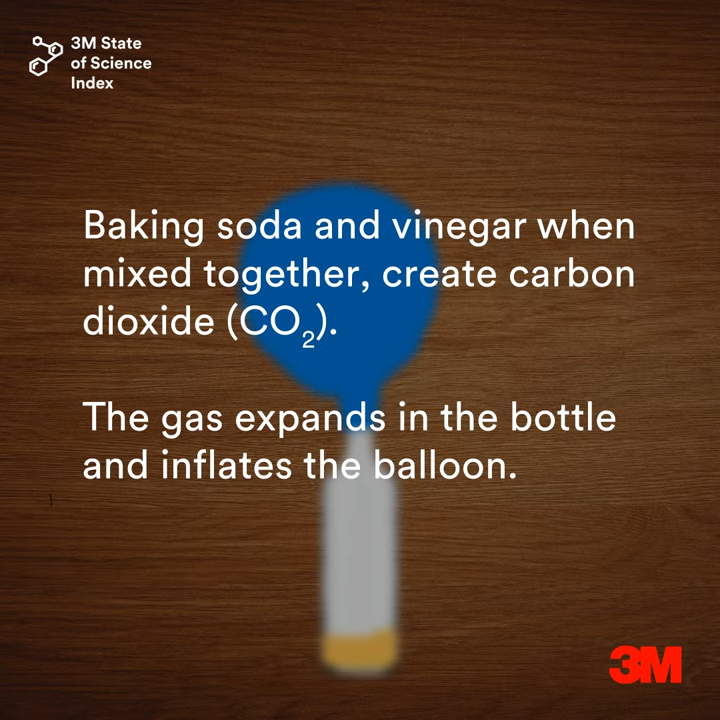 3M State
of Science
Index
Baking soda and vinegar when
mixed together, create carbon
dioxide (CO₂).
The gas expands in the bottle
and inflates the balloon.
3M